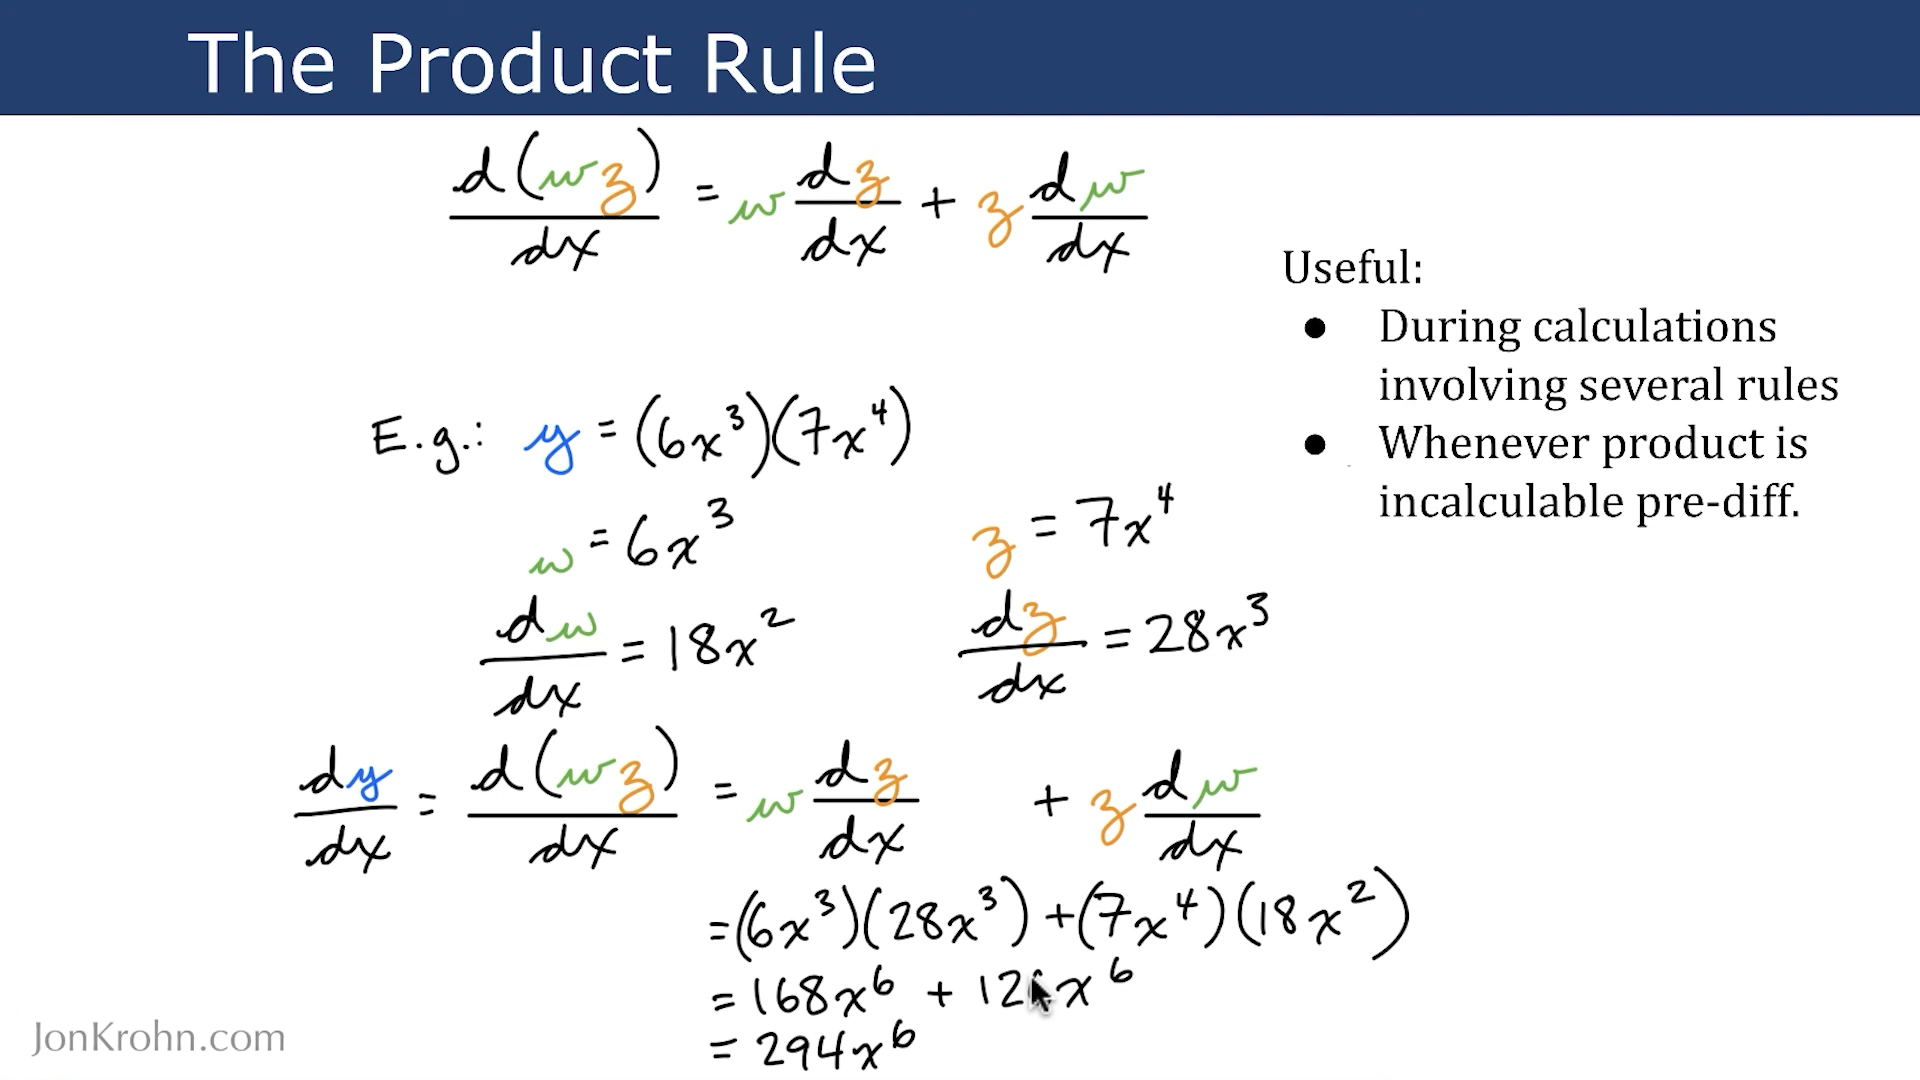 The Product Rule
d(wz)/dx = w dz/dx + z dw/dx
Useful:
● During calculations
involving several rules
● Whenever product is
incalculable pre-diff.
E.g.: y = (6x³)(7x⁴)
w = 6x³ z = 7x⁴
dw/dx = 18x² dz/dx = 28x³
dy/dx = d(wz)/dx = w dz/dx + z dw/dx
= (6x³)(28x³) + (7x⁴)(18x²)
= 168x⁶ + 12 x⁶
= 294x⁶
JonKrohn.com